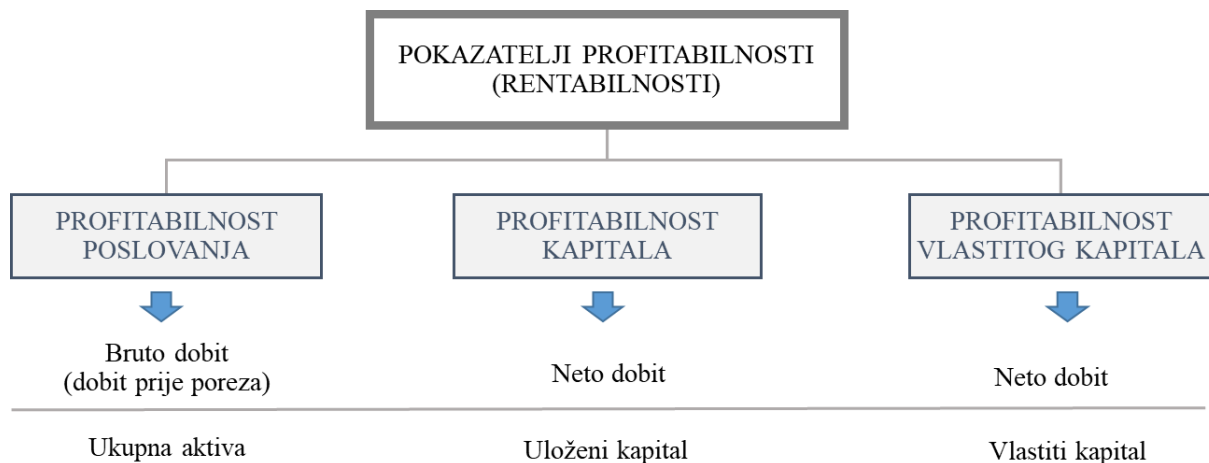 POKAZATELJI PROFITABILNOSTI
(RENTABILNOSTI)
PROFITABILNOST
POSLOVANJA
PROFITABILNOST
KAPITALA
PROFITABILNOST
VLASTITOG KAPITALA
Bruto dobit
(dobit prije poreza)
Neto dobit
Neto dobit
Ukupna aktiva
Uloženi kapital
Vlastiti kapital